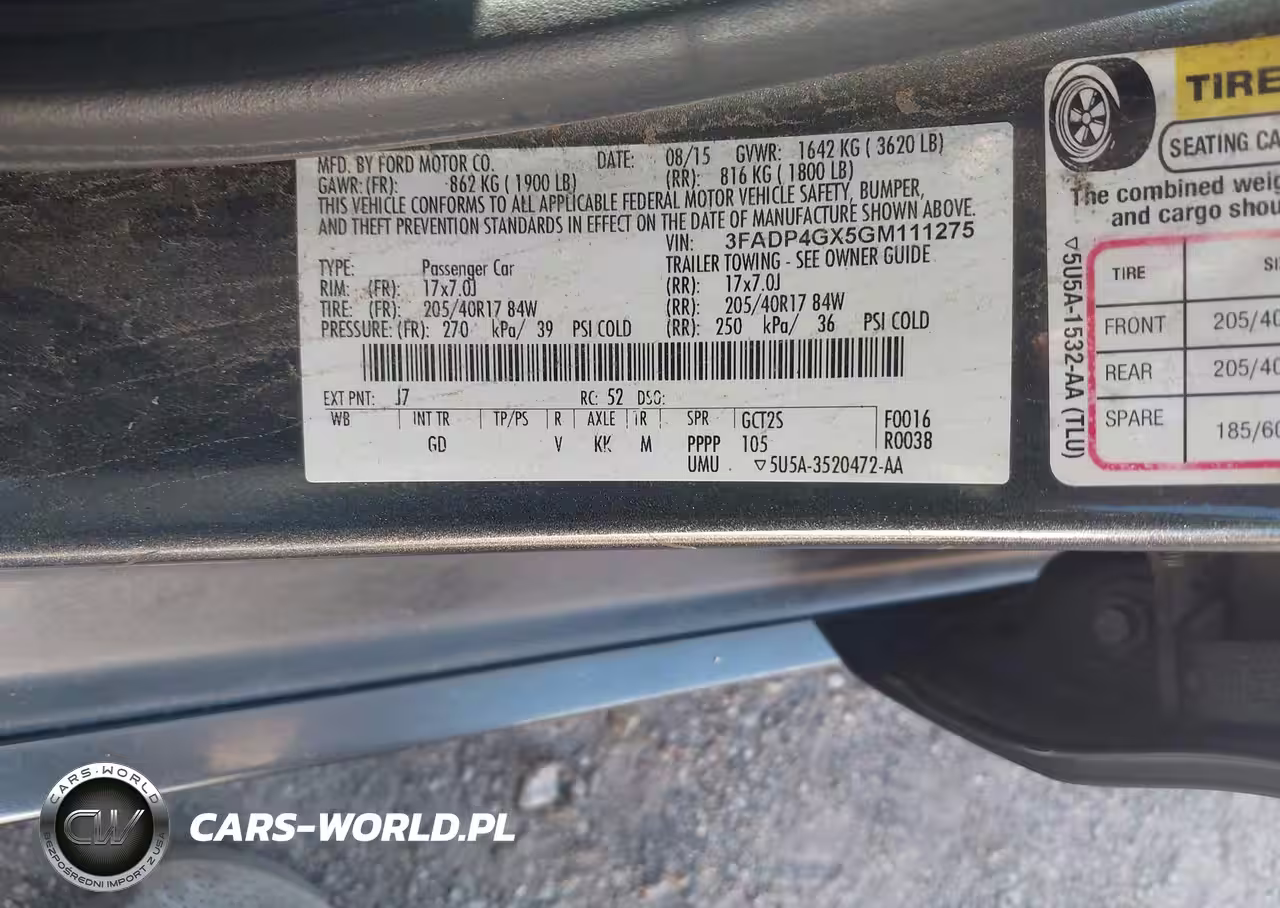 MFD. BY FORD MOTOR CO. DATE: 08/15 GVWR: 1642 KG ( 3620 LB)
GAWR:(FR): 862 KG ( 1900 LB) (RR): 816 KG ( 1800 LB)
THIS VEHICLE CONFORMS TO ALL APPLICABLE FEDERAL MOTOR VEHICLE SAFETY, BUMPER,
AND THEFT PREVENTION STANDARDS IN EFFECT ON THE DATE OF MANUFACTURE SHOWN ABOVE.
VIN: 3FADP4GX5GM111275
TYPE: Passenger Car TRAILER TOWING - SEE OWNER GUIDE
RIM: (FR): 17x7.0J (RR): 17x7.0J
TIRE: (FR): 205/40R17 84W (RR): 205/40R17 84W
PRESSURE: (FR): 270 kPa/ 39 PSI COLD (RR): 250 kPa/ 36 PSI COLD
EXT PNT: J7 RC: 52 DSO:
WB INT TR TP/PS R AXLE TR SPR GCT2S F0016
GD V KK M PPPP 105 R0038
UMU ▽5U5A-3520472-AA
TIRE
SEATING CA
The combined weig
and cargo shou
▽5U5A-1532-AA (TLU)
TIRE SI
FRONT 205/40
REAR 205/40
SPARE 185/60
CARS-WORLD
CW
BEZPOŚREDNI IMPORT Z USA
CARS-WORLD.PL